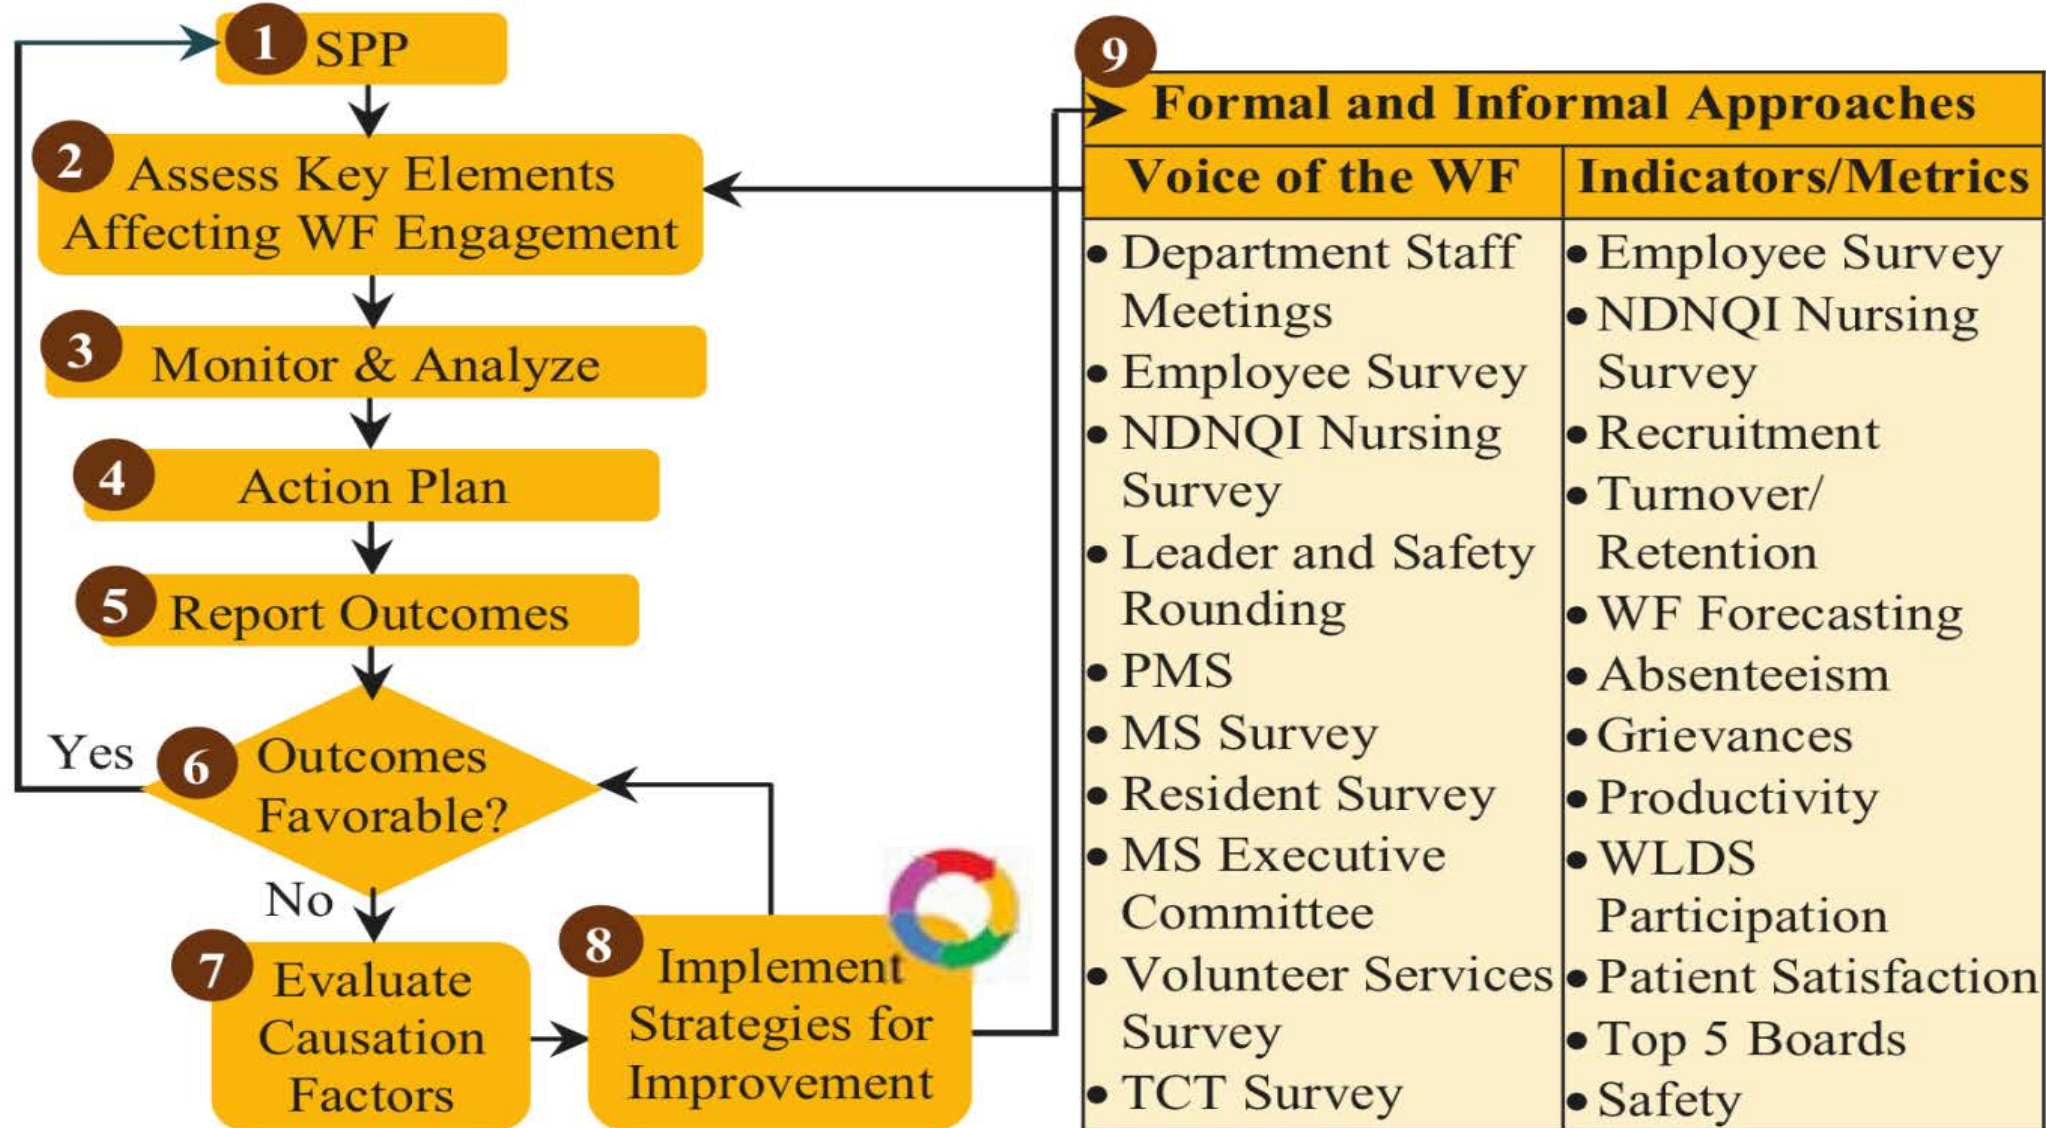 1 SPP
2 Assess Key Elements
Affecting WF Engagement
3 Monitor & Analyze
4 Action Plan
5 Report Outcomes
Yes
6 Outcomes
Favorable?
No
7 Evaluate
Causation
Factors
8 Implement
Strategies for
Improvement
9
Formal and Informal Approaches
Voice of the WF
• Department Staff
Meetings
• Employee Survey
• NDNQI Nursing
Survey
• Leader and Safety
Rounding
• PMS
• MS Survey
• Resident Survey
• MS Executive
Committee
• Volunteer Services
Survey
• TCT Survey
Indicators/Metrics
• Employee Survey
• NDNQI Nursing
Survey
• Recruitment
• Turnover/
Retention
• WF Forecasting
• Absenteeism
• Grievances
• Productivity
• WLDS
Participation
• Patient Satisfaction
• Top 5 Boards
• Safety